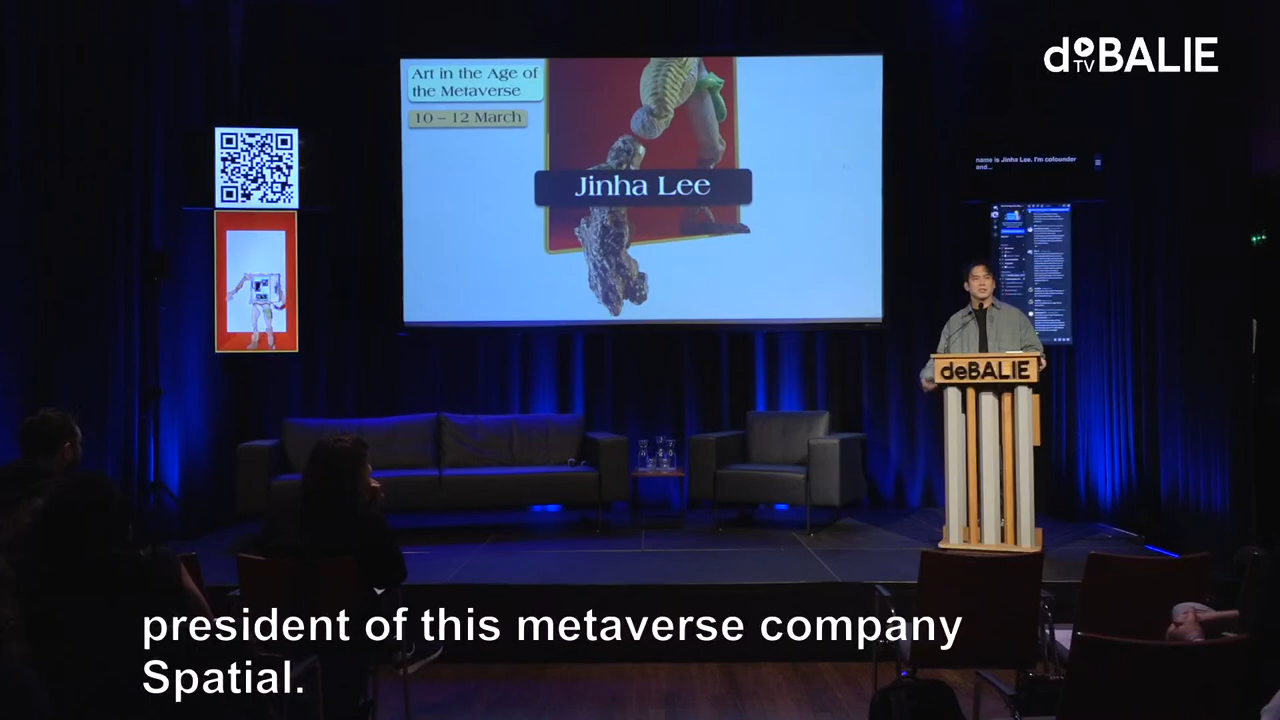 doBALIE
TV
Art in the Age of
the Metaverse
10 – 12 March
Jinha Lee
name is Jinha Lee. I'm cofounder
and...
deBALIE
president of this metaverse company
Spatial.